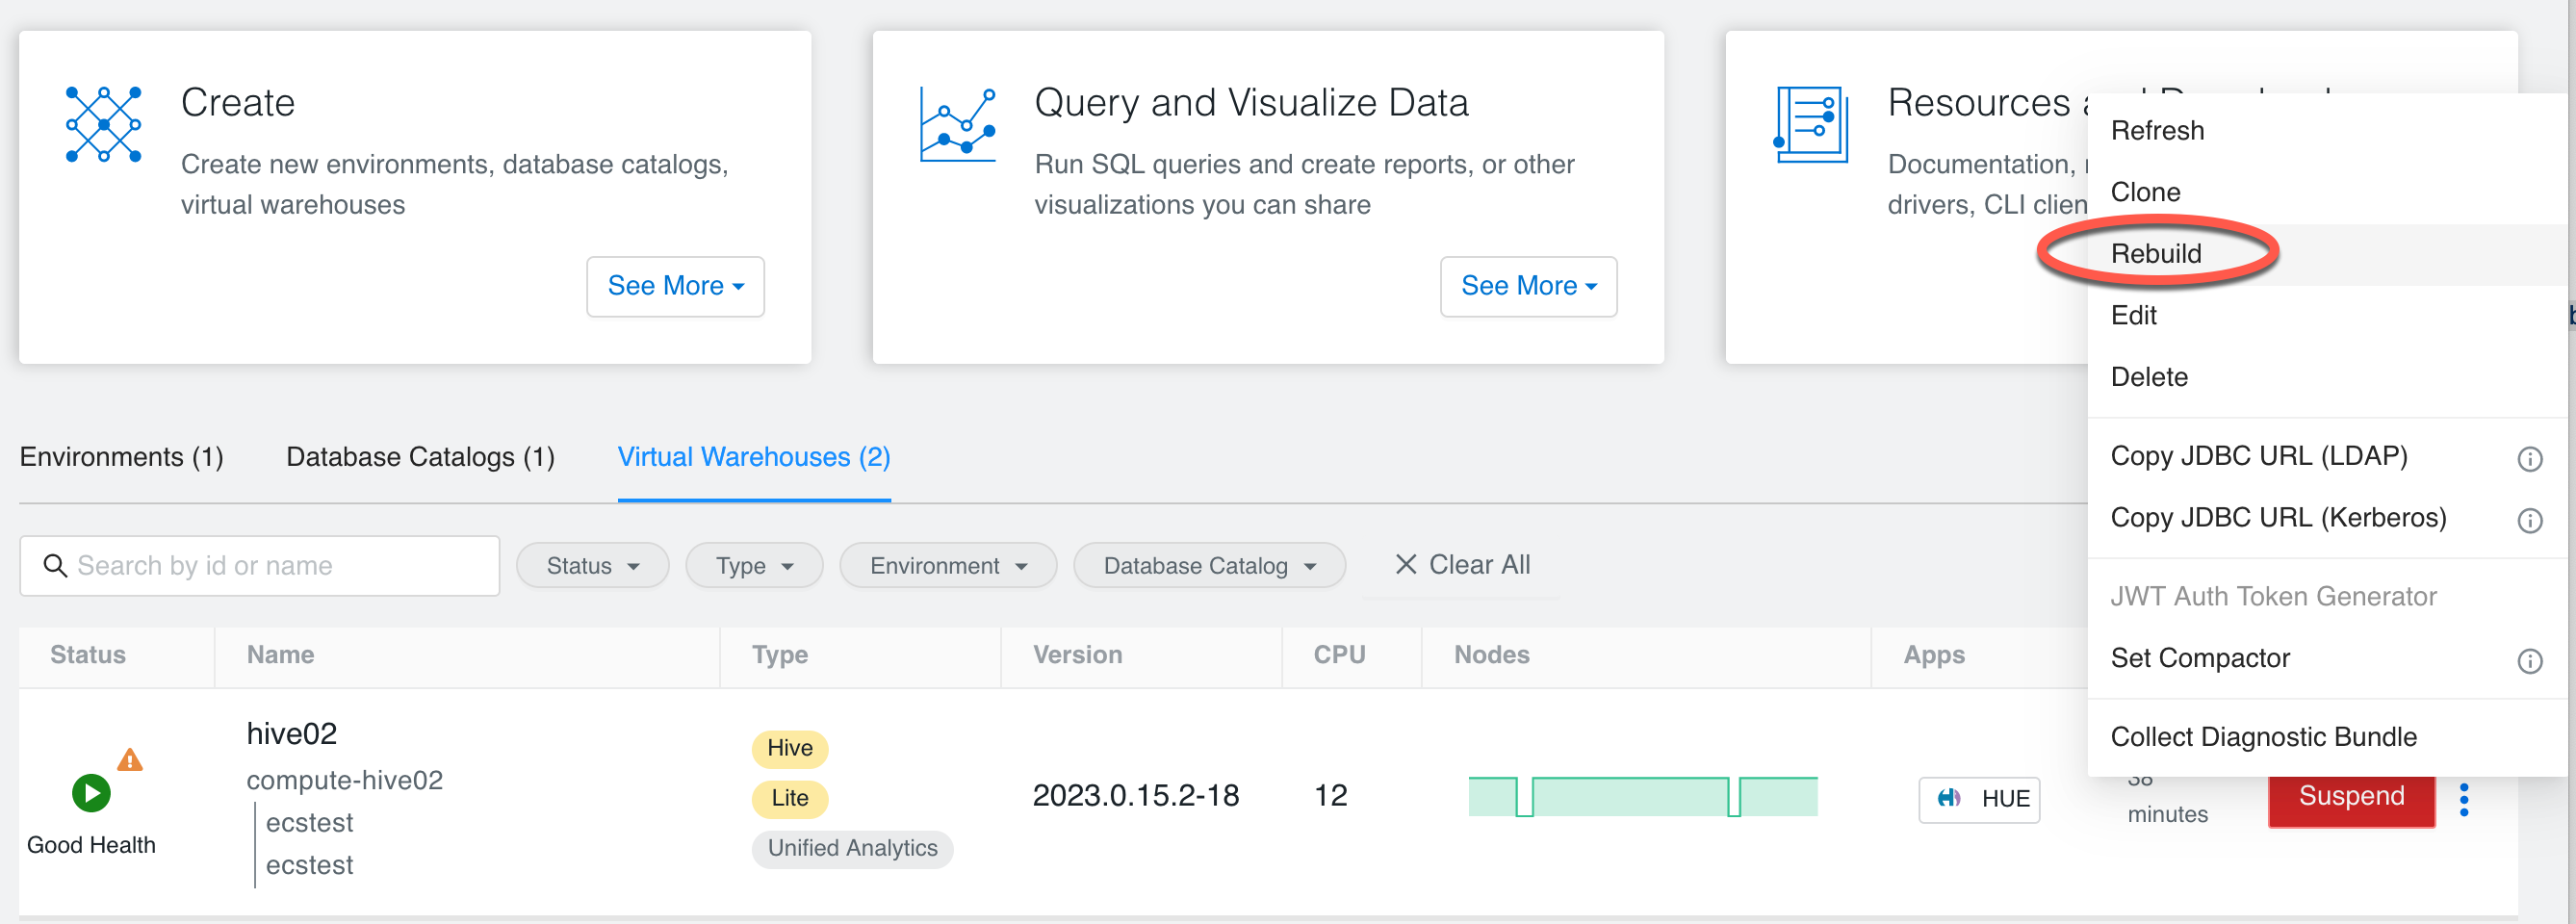 Create
Create new environments, database catalogs,
virtual warehouses
See More
Query and Visualize Data
Run SQL queries and create reports, or other
visualizations you can share
See More
Resources
Documentation,
drivers, CLI
Refresh
Clone
Rebuild
Edit
Delete
Copy JDBC URL (LDAP)
Copy JDBC URL (Kerberos)
JWT Auth Token Generator
Set Compactor
Collect Diagnostic Bundle
Environments (1) Database Catalogs (1) Virtual Warehouses (2)
Search by id or name Status Type Environment Database Catalog Clear All
Status Name Type Version CPU Nodes Apps
Good Health
hive02
compute-hive02
ecstest
ecstest
Hive
Lite
Unified Analytics
2023.0.15.2-18
12
HUE
38
minutes
Suspend